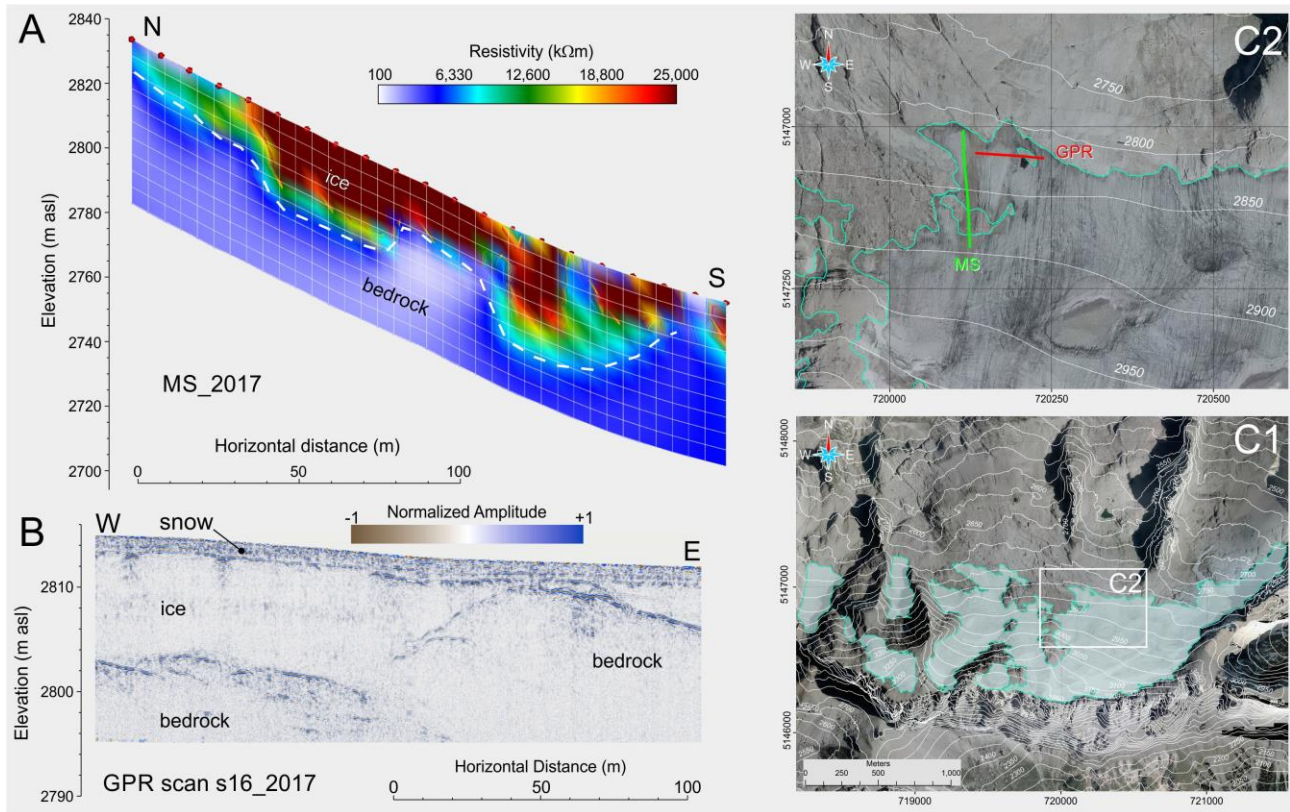 A
N
Resistivity (kΩm)
100 6,330 12,600 18,800 25,000
2840
2820
2800
2780
2760
2740
2720
2700
Elevation (m asl)
ice
bedrock
S
MS_2017
Horizontal distance (m)
0 50 100
B
W
snow
-1 Normalized Amplitude +1
E
2810
2800
2790
Elevation (m asl)
ice
bedrock
bedrock
GPR scan s16_2017
Horizontal Distance (m)
0 50 100
C2
N
W E
S
2750
2800
GPR
2850
MS
2900
2950
5147000
5147250
720000 720250 720500
C1
N
W E
S
C2
5148000
5147000
5146000
Meters
0 250 500 1,000
719000 720000 721000